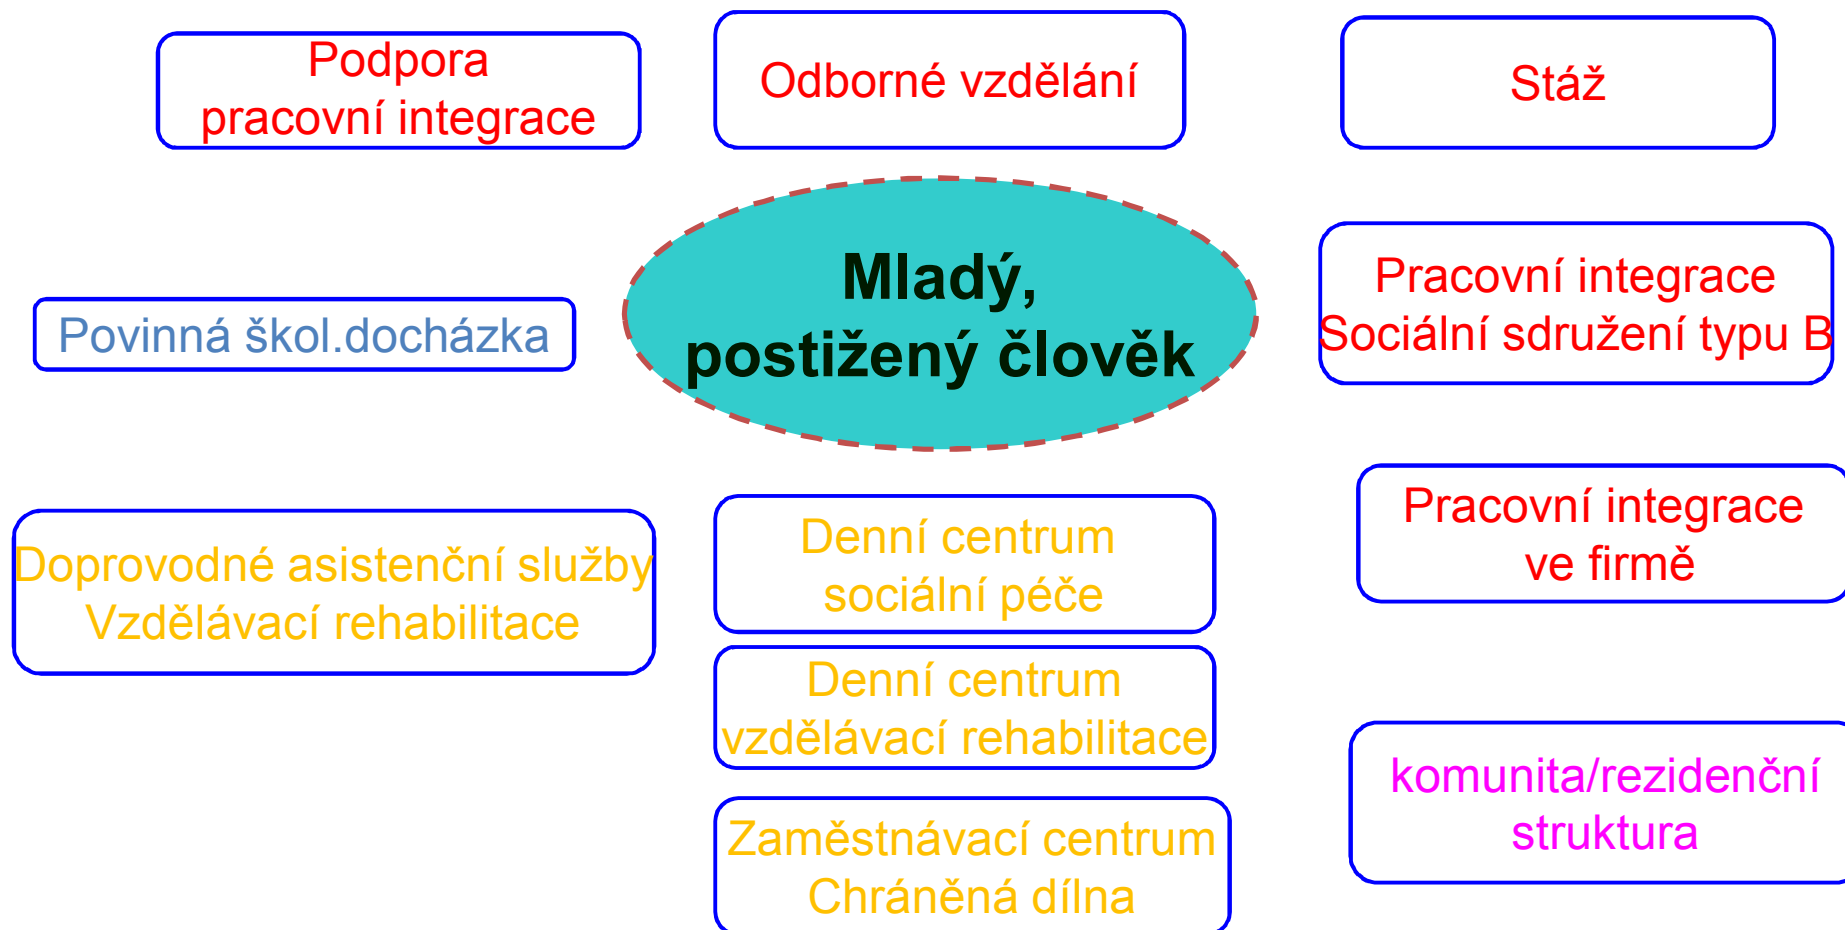 Podpora
pracovní integrace
Odborné vzdělání
Stáž
Mladý,
postižený člověk
Povinná škol.docházka
Pracovní integrace
Sociální sdružení typu B
Doprovodné asistenční služby
Vzdělávací rehabilitace
Denní centrum
sociální péče
Pracovní integrace
ve firmě
Denní centrum
vzdělávací rehabilitace
komunita/rezidenční
struktura
Zaměstnávací centrum
Chráněná dílna